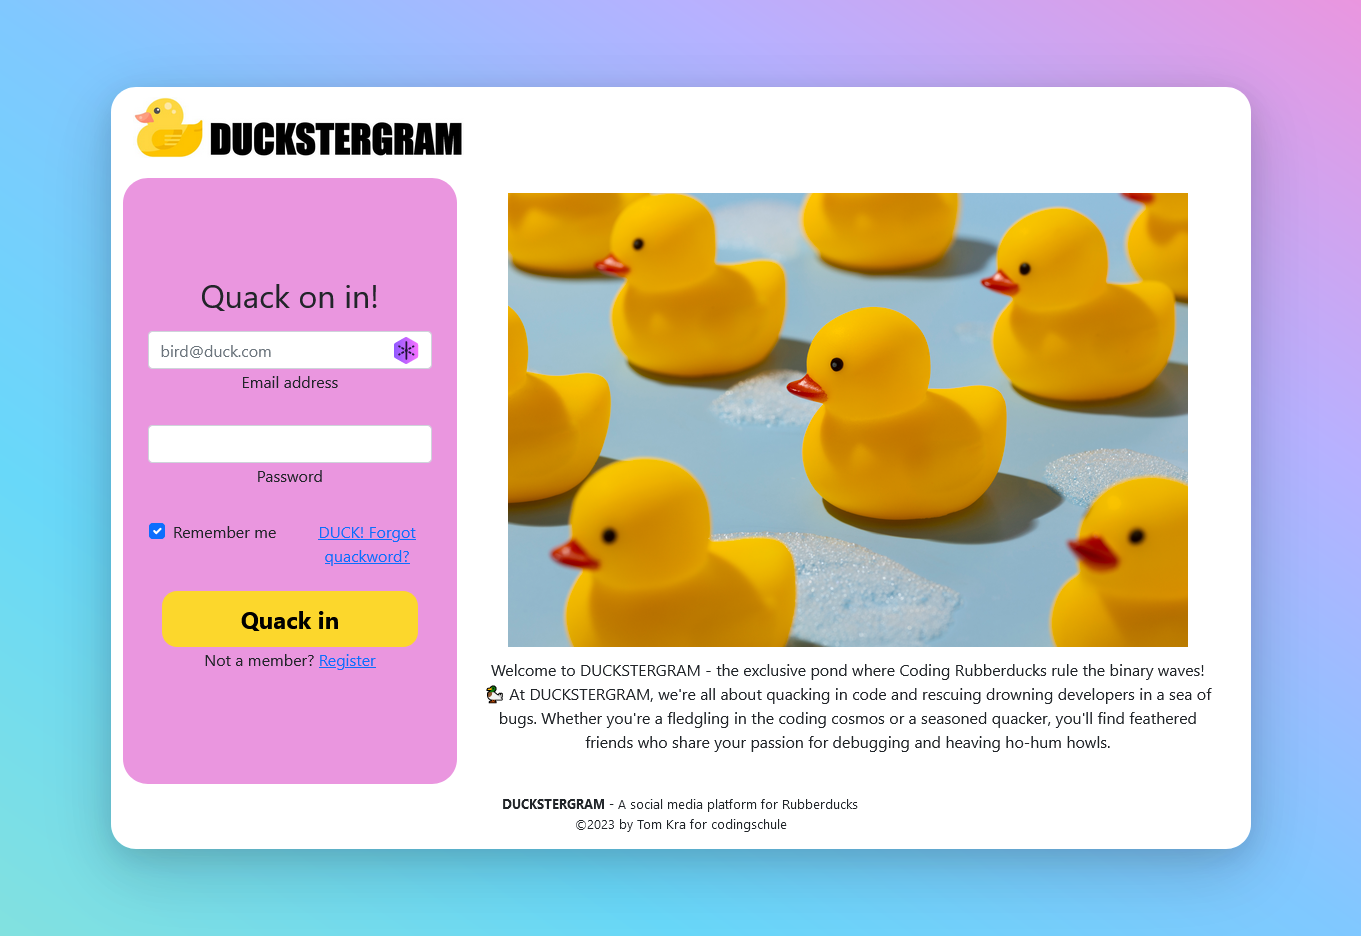 DUCKSTERGRAM
Quack on in!
bird@duck.com
Email address
Password
Remember me
DUCK! Forgot
quackword?
Quack in
Not a member? Register
Welcome to DUCKSTERGRAM - the exclusive pond where Coding Rubberducks rule the binary waves!
🦆 At DUCKSTERGRAM, we're all about quacking in code and rescuing drowning developers in a sea of
bugs. Whether you're a fledgling in the coding cosmos or a seasoned quacker, you'll find feathered
friends who share your passion for debugging and heaving ho-hum howls.
DUCKSTERGRAM - A social media platform for Rubberducks
©2023 by Tom Kra for codingschule